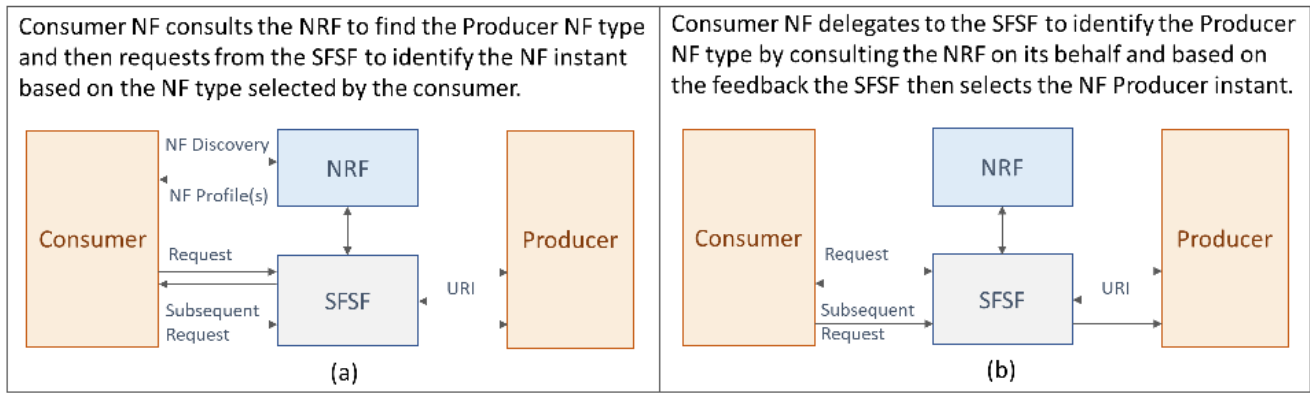 Consumer NF consults the NRF to find the Producer NF type
and then requests from the SFSF to identify the NF instant
based on the NF type selected by the consumer.
NF Discovery
NRF
NF Profile(s)
Consumer
Producer
Request
SFSF
URI
Subsequent
Request
(a)
Consumer NF delegates to the SFSF to identify the Producer
NF type by consulting the NRF on its behalf and based on
the feedback the SFSF then selects the NF Producer instant.
NRF
Consumer
Producer
Request
SFSF
URI
Subsequent
Request
(b)